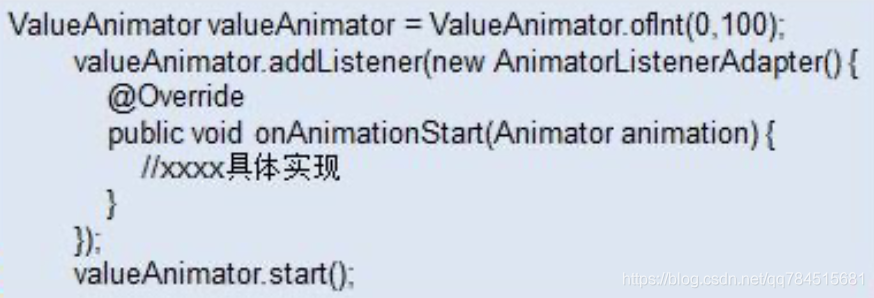 ValueAnimator valueAnimator = ValueAnimator.ofInt(0,100);
valueAnimator.addListener(new AnimatorListenerAdapter() {
@Override
public void onAnimationStart(Animator animation) {
//xxxx具体实现
}
});
valueAnimator.start();
https://blog.csdn.net/qq784515681